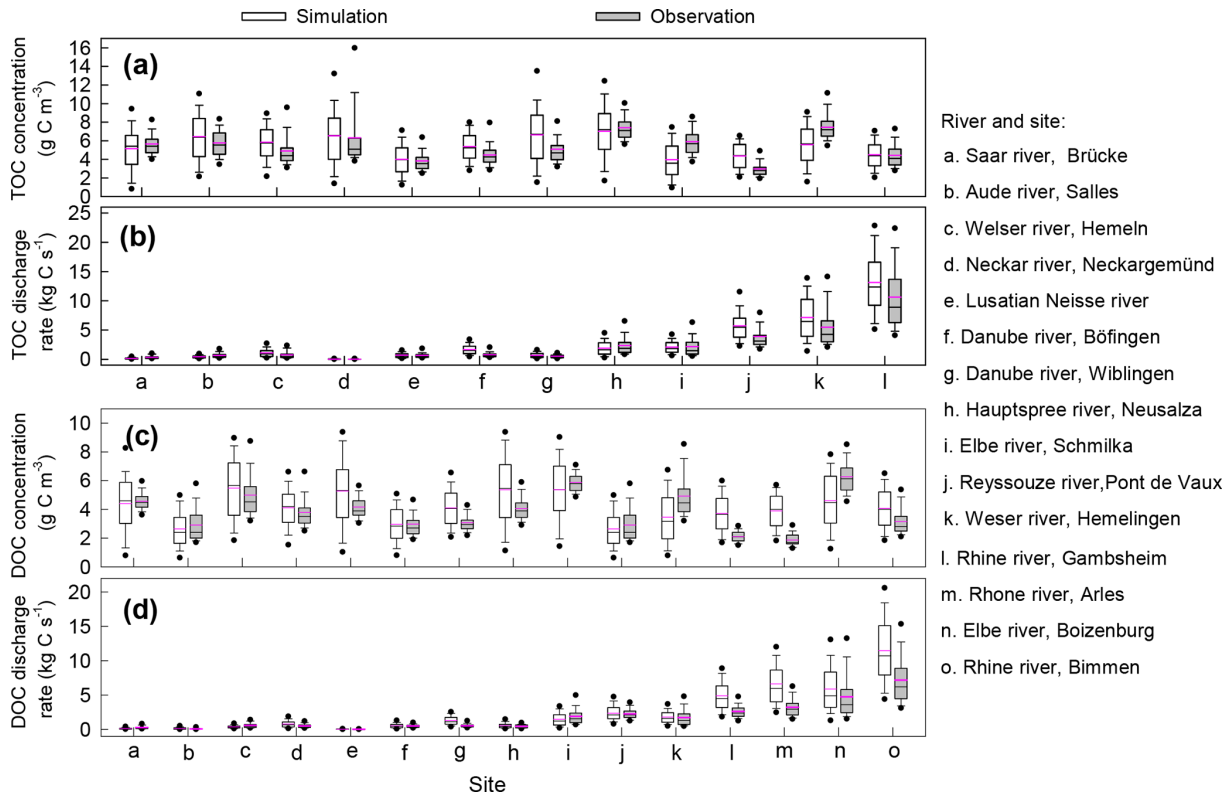 Simulation Observation
(a)
TOC concentration
(g C m⁻³)
16
14
12
10
8
6
4
2
0
(b)
TOC discharge
rate (kg C s⁻¹)
25
20
15
10
5
0
a b c d e f g h i j k l
(c)
DOC concentration
(g C m⁻³)
10
8
6
4
2
0
(d)
DOC discharge
rate (kg C s⁻¹)
20
15
10
5
0
a b c d e f g h i j k l m n o
Site
River and site:
a. Saar river, Brücke
b. Aude river, Salles
c. Welser river, Hemeln
d. Neckar river, Neckargemünd
e. Lusatian Neisse river
f. Danube river, Böfingen
g. Danube river, Wiblingen
h. Hauptspree river, Neusalza
i. Elbe river, Schmilka
j. Reyssouze river,Pont de Vaux
k. Weser river, Hemelingen
l. Rhine river, Gambsheim
m. Rhone river, Arles
n. Elbe river, Boizenburg
o. Rhine river, Bimmen